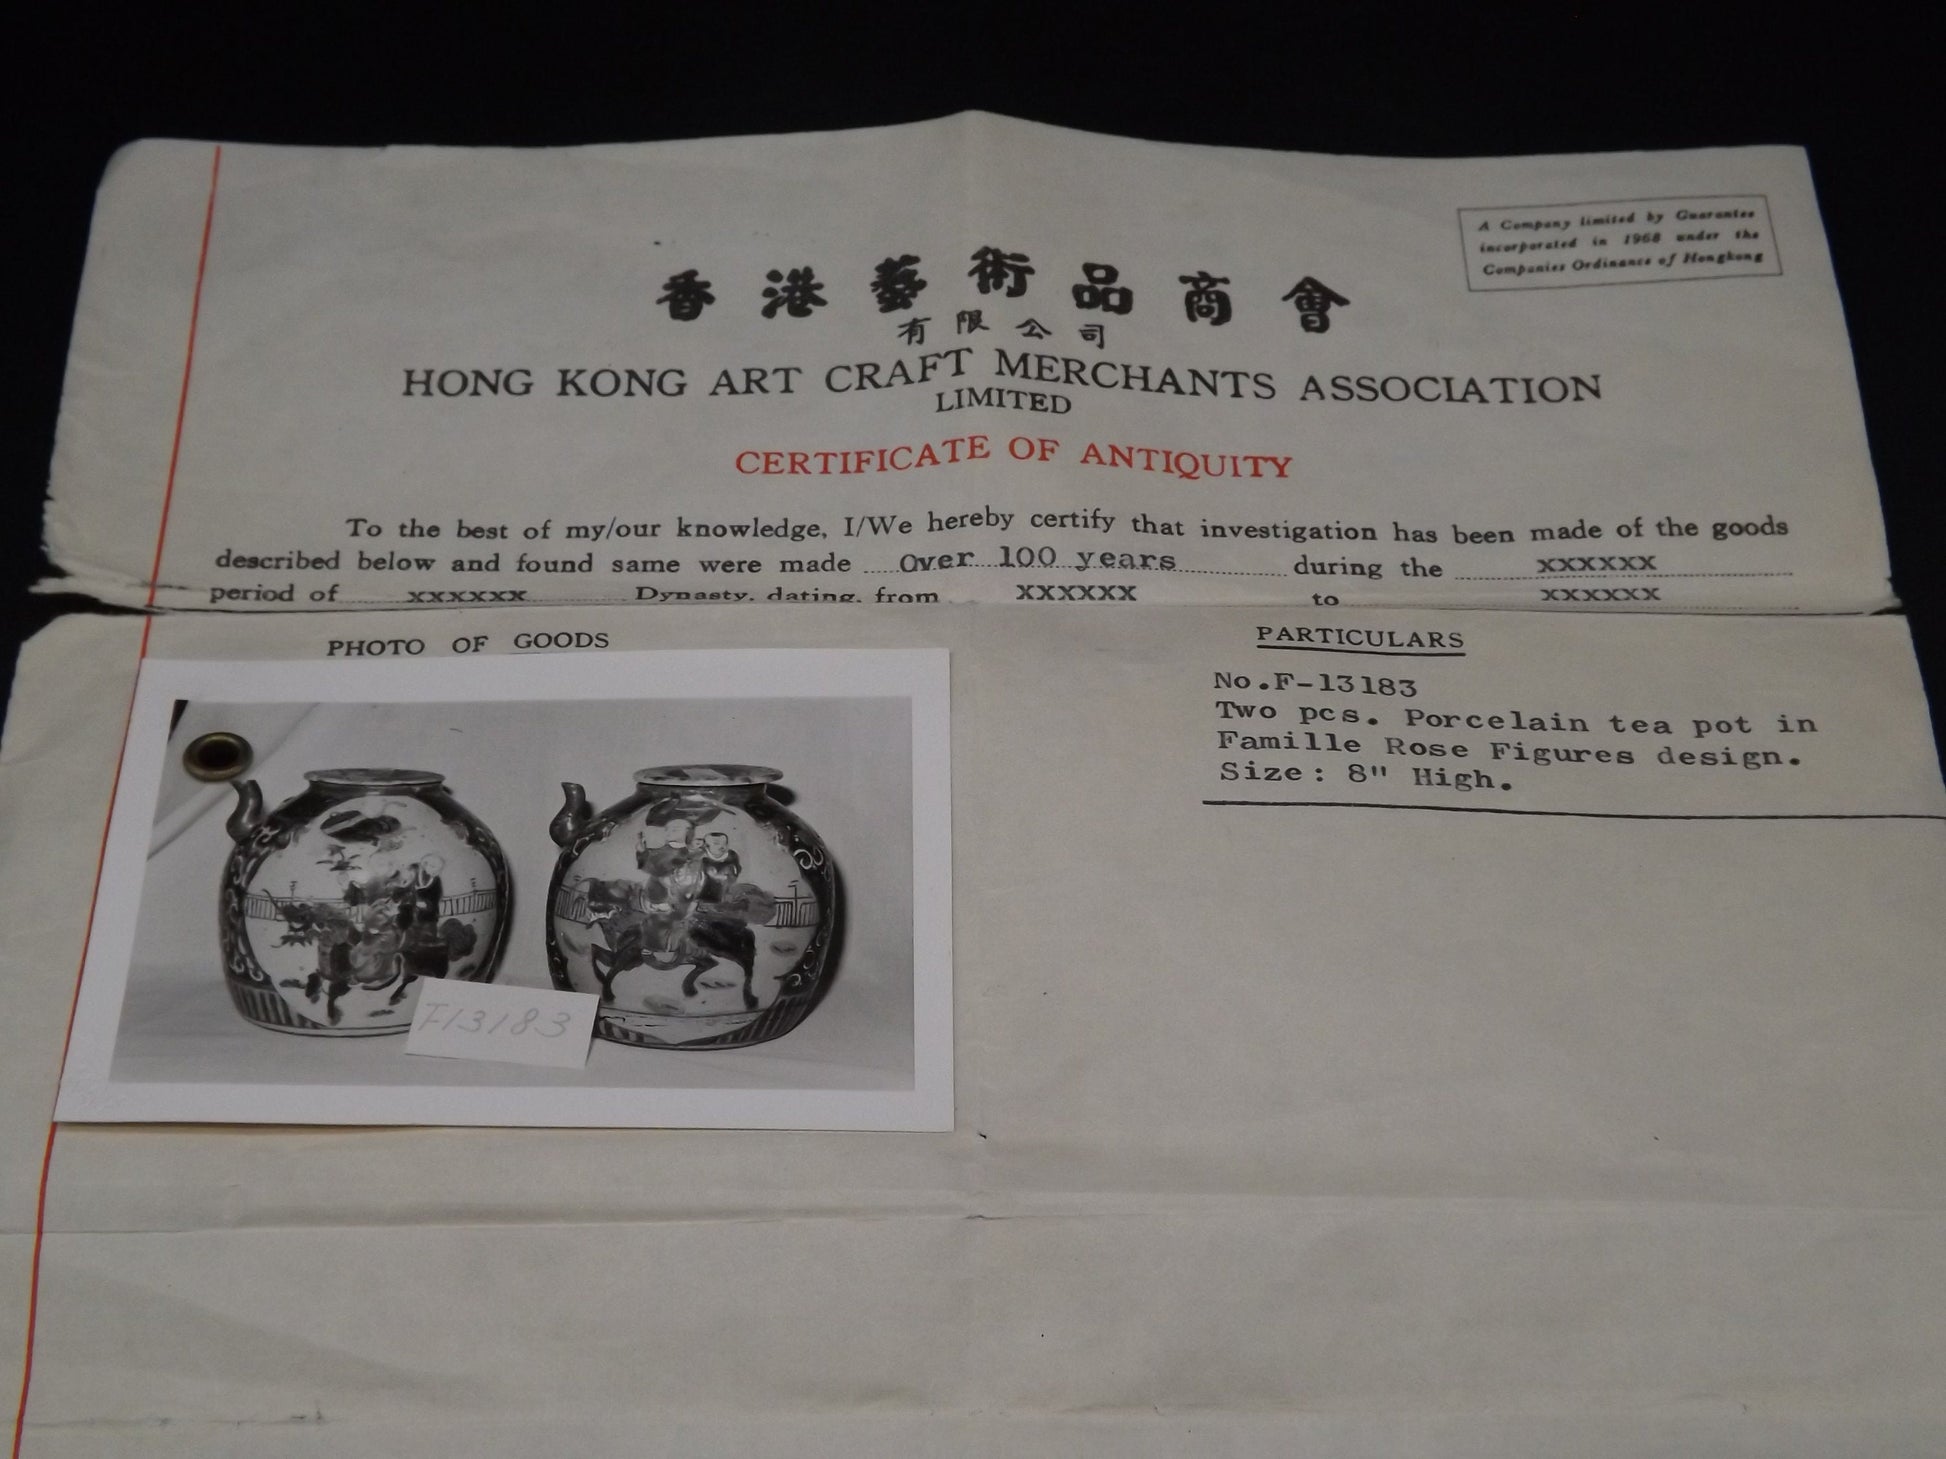 A Company limited by Guarantee
incorporated in 1968 under the
Companies Ordinance of Hongkong
香港藝術品商會
有限公司
HONG KONG ART CRAFT MERCHANTS ASSOCIATION
LIMITED
CERTIFICATE OF ANTIQUITY
To the best of my/our knowledge, I/We hereby certify that investigation has been made of the goods
described below and found same were made Over 100 years during the xxxxxx
period of xxxxxx Dynasty, dating, from xxxxxx to xxxxxx
PHOTO OF GOODS
PARTICULARS
No.F-13183
Two pcs. Porcelain tea pot in
Famille Rose Figures design.
Size: 8" High.
F13183